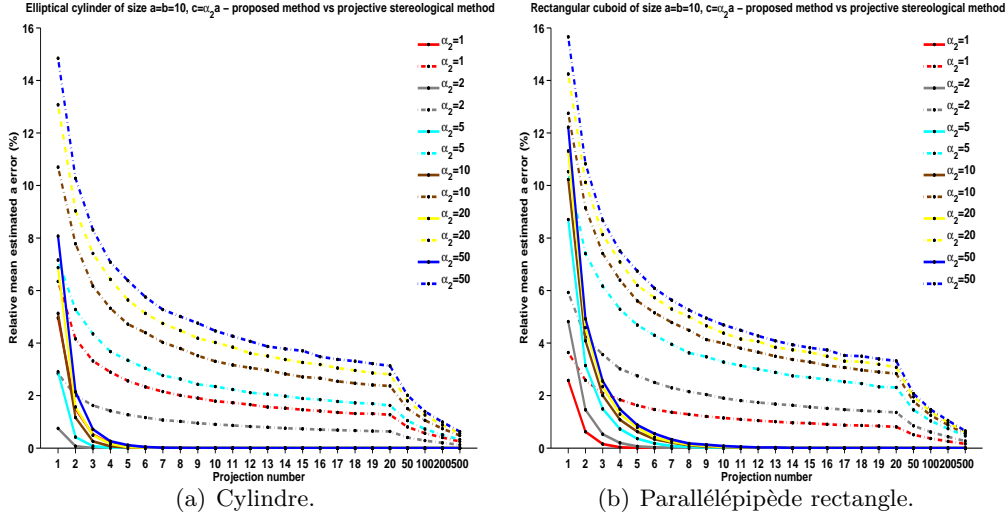 Elliptical cylinder of size a=b=10, c=α₂a – proposed method vs projective stereological method
Relative mean estimated a error (%)
16
14
12
10
8
6
4
2
0
α₂=1
α₂=1
α₂=2
α₂=2
α₂=5
α₂=5
α₂=10
α₂=10
α₂=20
α₂=20
α₂=50
α₂=50
1 2 3 4 5 6 7 8 9 10 11 12 13 14 15 16 17 18 19 20 50 100200500
Projection number
(a) Cylindre.
Rectangular cuboid of size a=b=10, c=α₂a – proposed method vs projective stereological method
Relative mean estimated a error (%)
16
14
12
10
8
6
4
2
0
α₂=1
α₂=1
α₂=2
α₂=2
α₂=5
α₂=5
α₂=10
α₂=10
α₂=20
α₂=20
α₂=50
α₂=50
1 2 3 4 5 6 7 8 9 10 11 12 13 14 15 16 17 18 19 20 50 100200500
Projection number
(b) Parallélépipède rectangle.